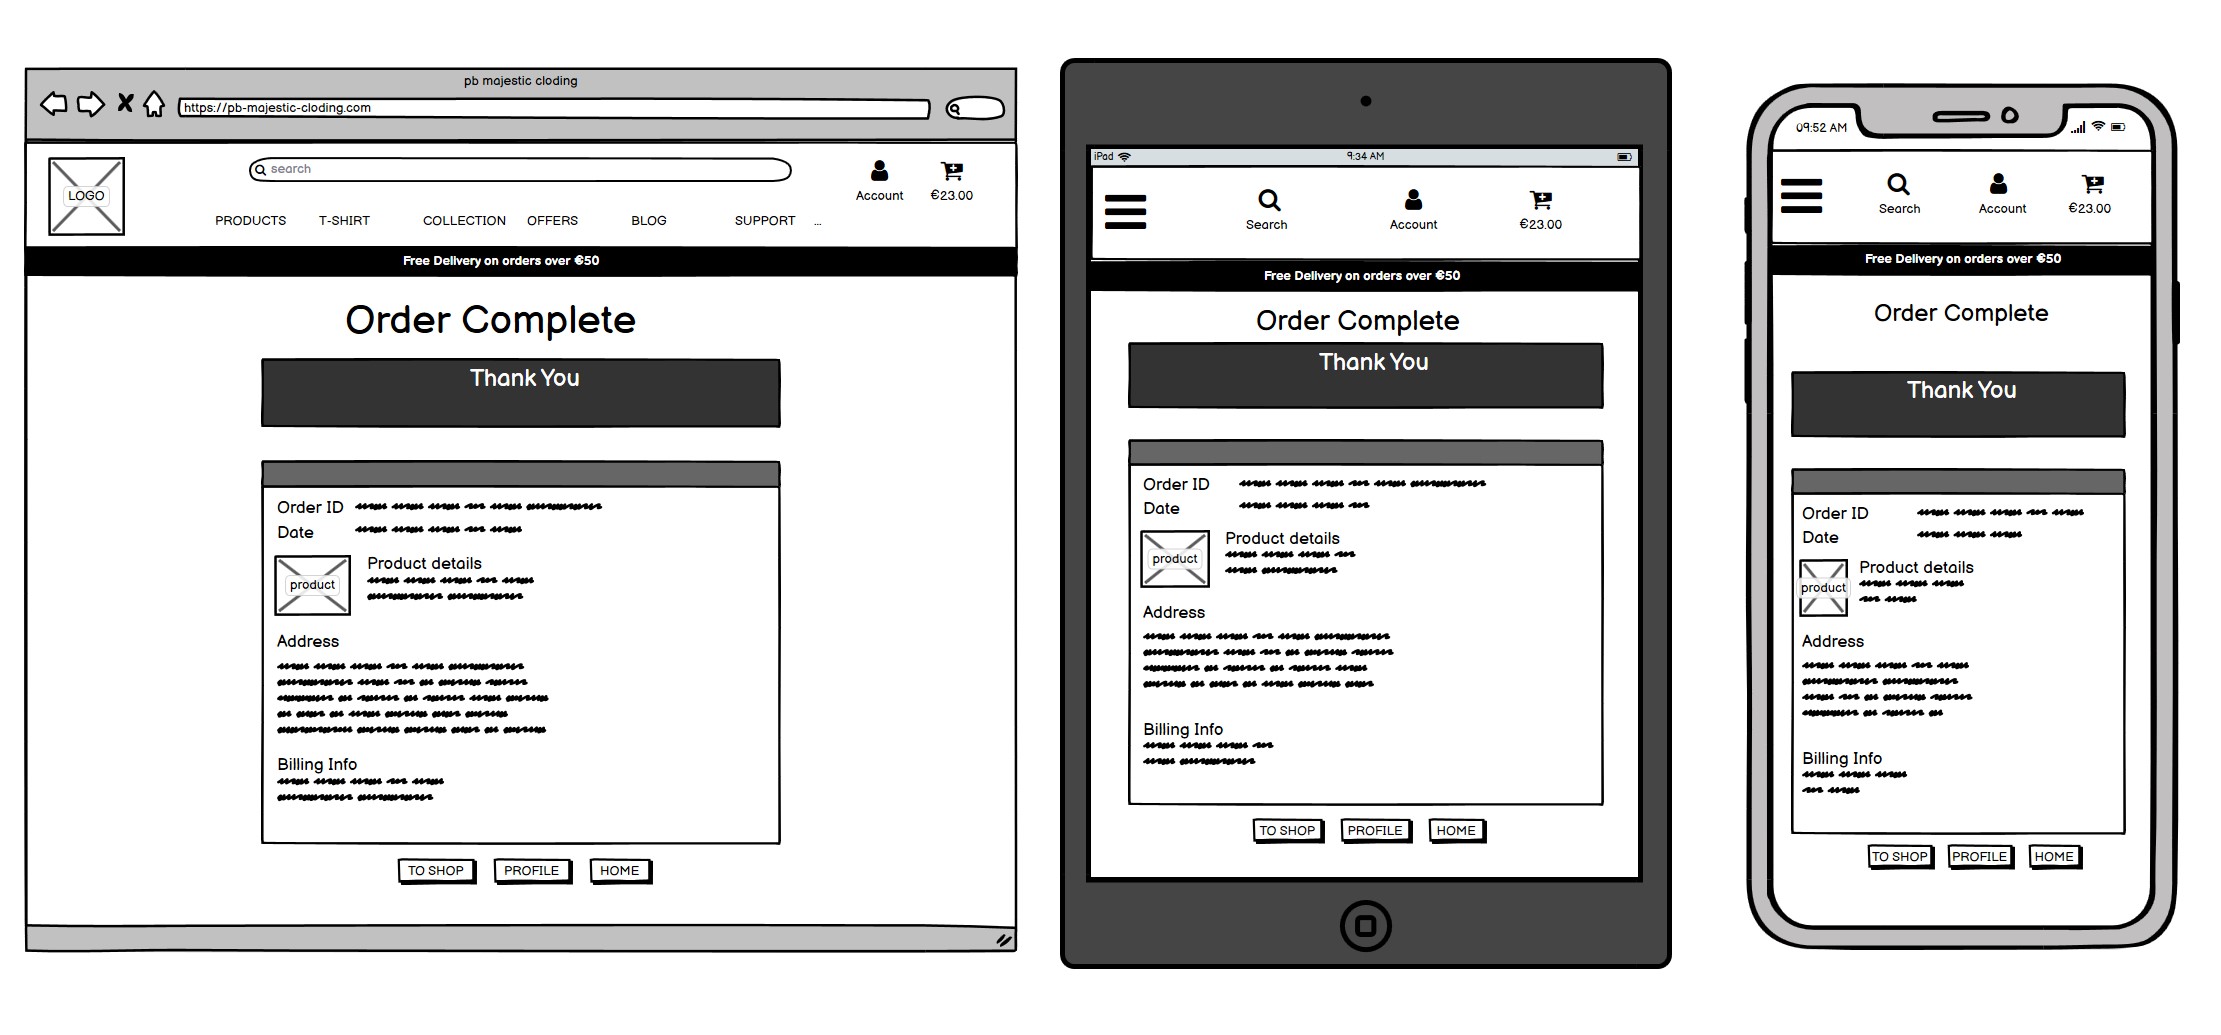 pb majestic cloding
https://pb-majestic-cloding.com
search
LOGO
Account
€23.00
PRODUCTS T-SHIRT COLLECTION OFFERS BLOG SUPPORT ...
Free Delivery on orders over €50
Order Complete
Thank You
Order ID
Date
product
Product details
Address
Billing Info
TO SHOP PROFILE HOME
iPad
9:34 AM
Search
Account
€23.00
Free Delivery on orders over €50
Order Complete
Thank You
Order ID
Date
product
Product details
Address
Billing Info
TO SHOP PROFILE HOME
09:52 AM
Search
Account
€23.00
Free Delivery on orders over €50
Order Complete
Thank You
Order ID
Date
product
Product details
Address
Billing Info
TO SHOP PROFILE HOME